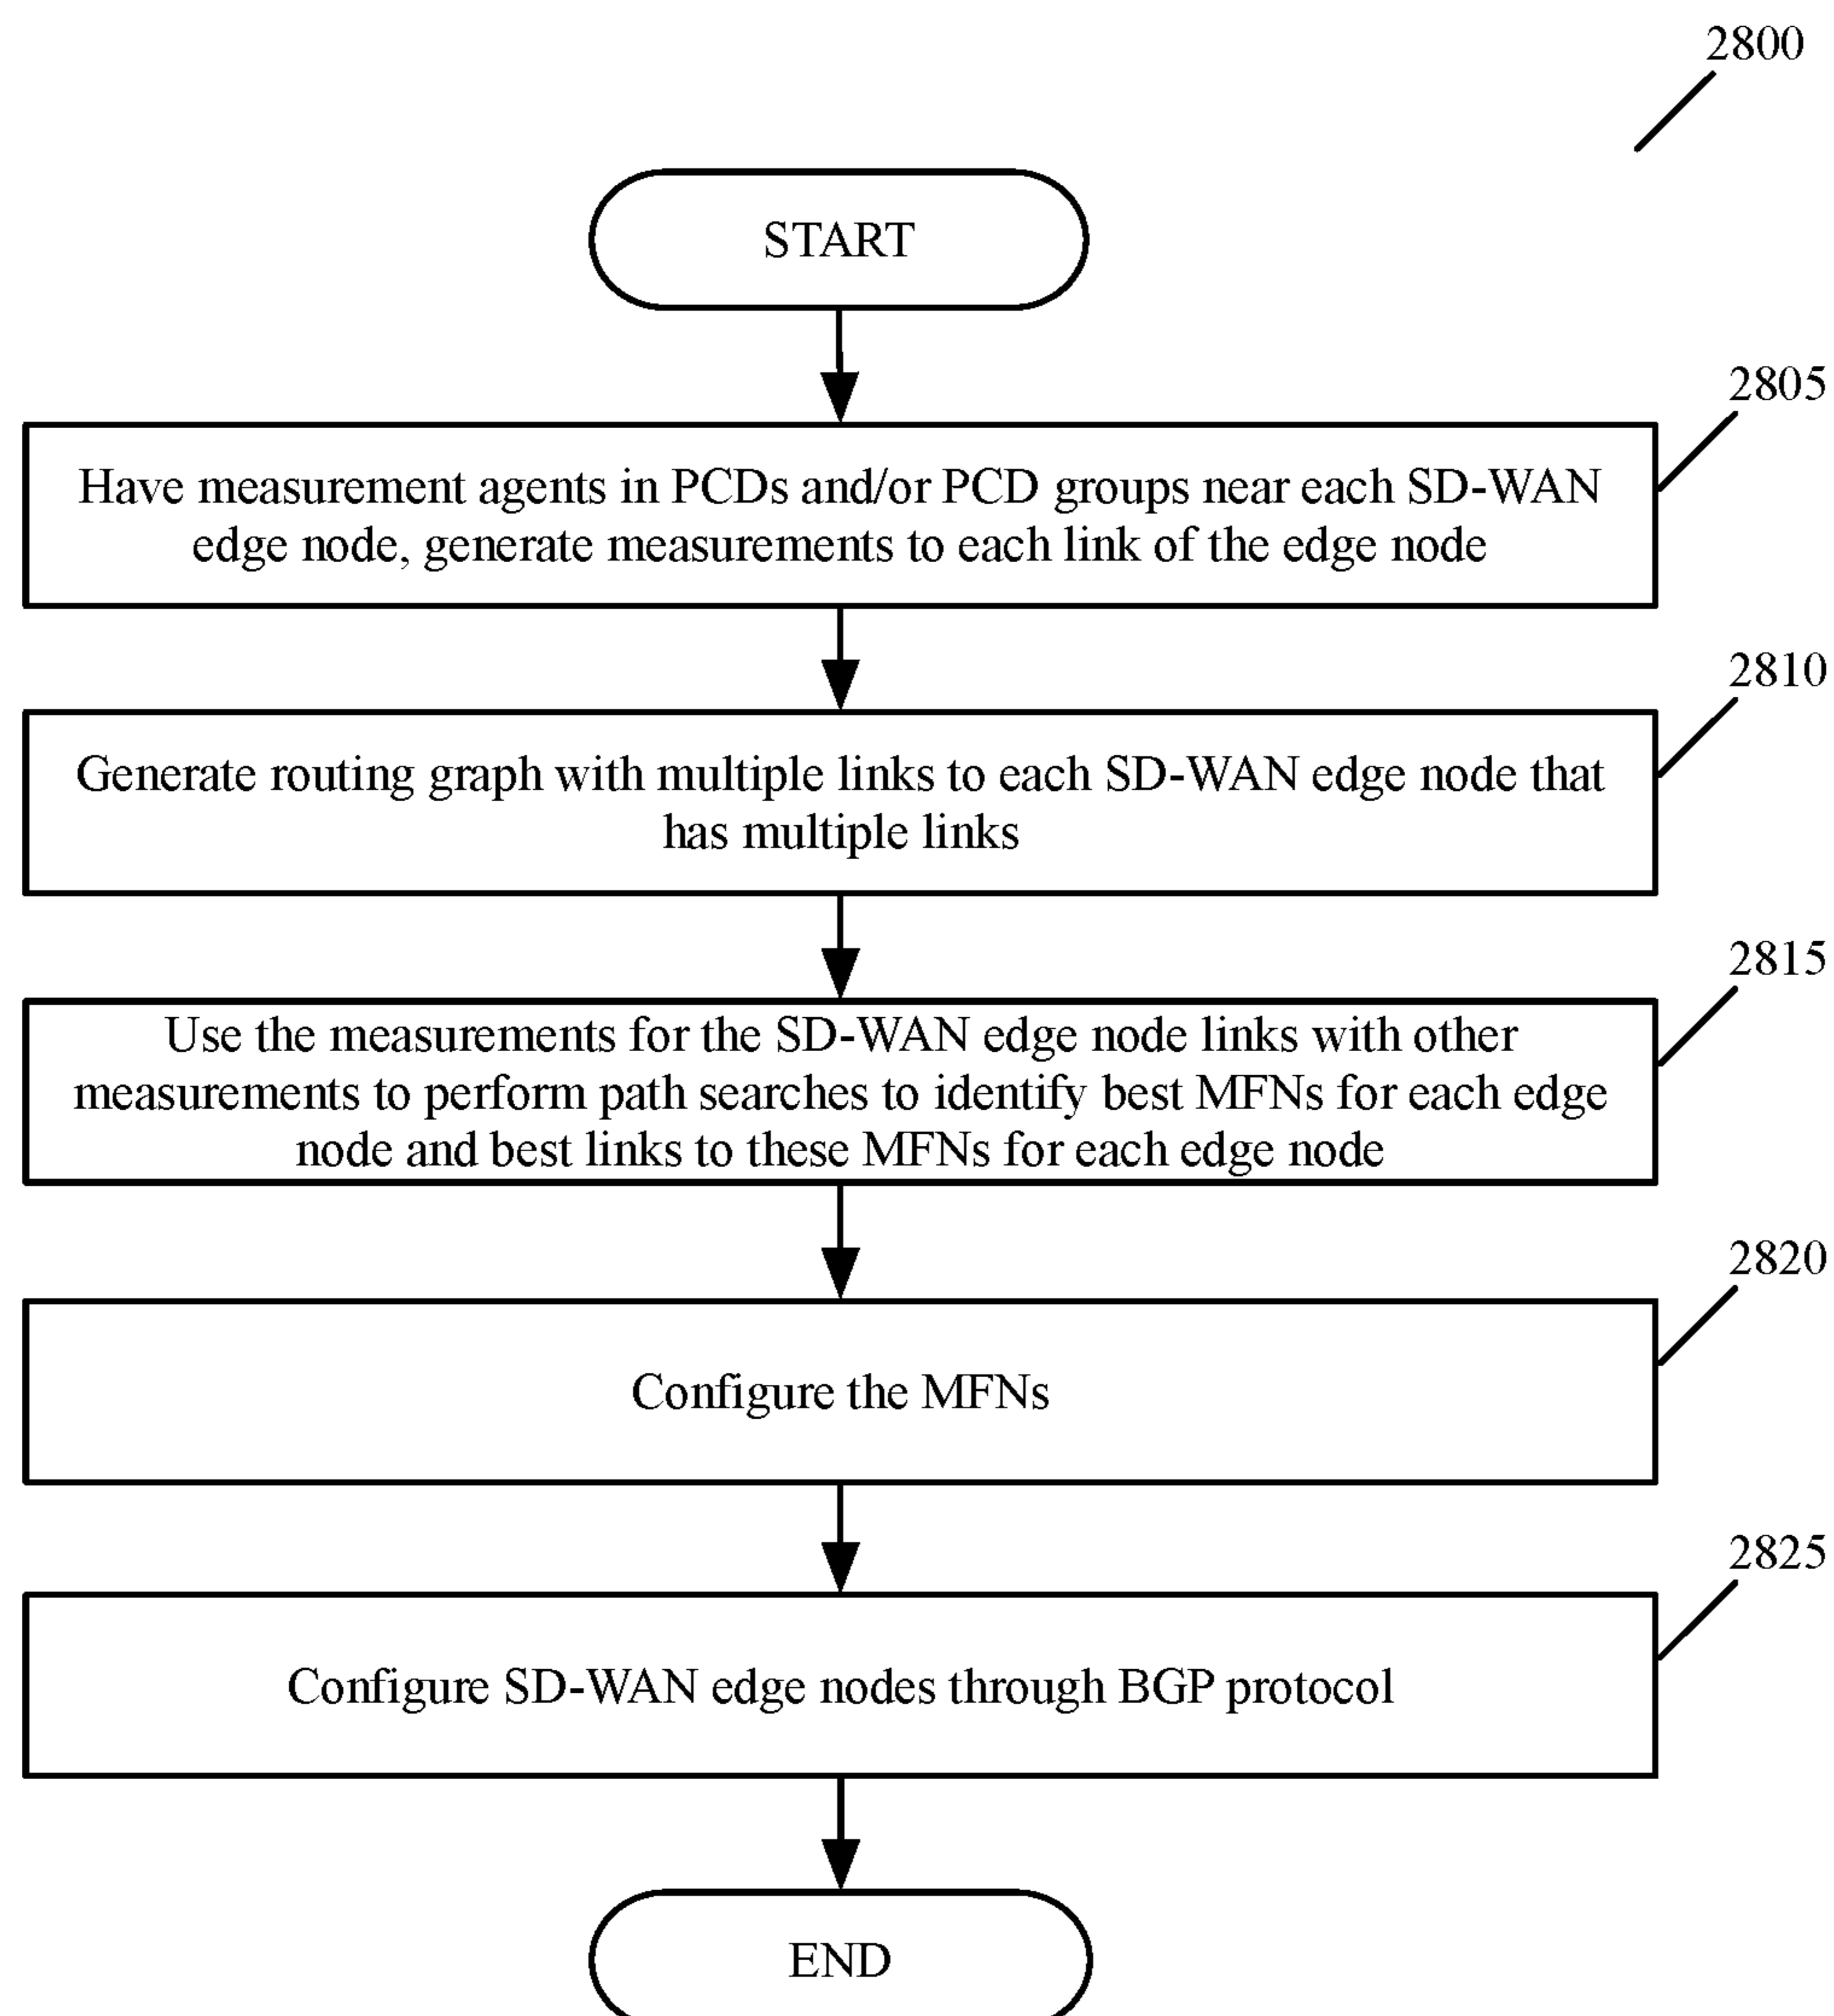 2800
START
2805
Have measurement agents in PCDs and/or PCD groups near each SD-WAN
edge node, generate measurements to each link of the edge node
2810
Generate routing graph with multiple links to each SD-WAN edge node that
has multiple links
2815
Use the measurements for the SD-WAN edge node links with other
measurements to perform path searches to identify best MFNs for each edge
node and best links to these MFNs for each edge node
2820
Configure the MFNs
2825
Configure SD-WAN edge nodes through BGP protocol
END